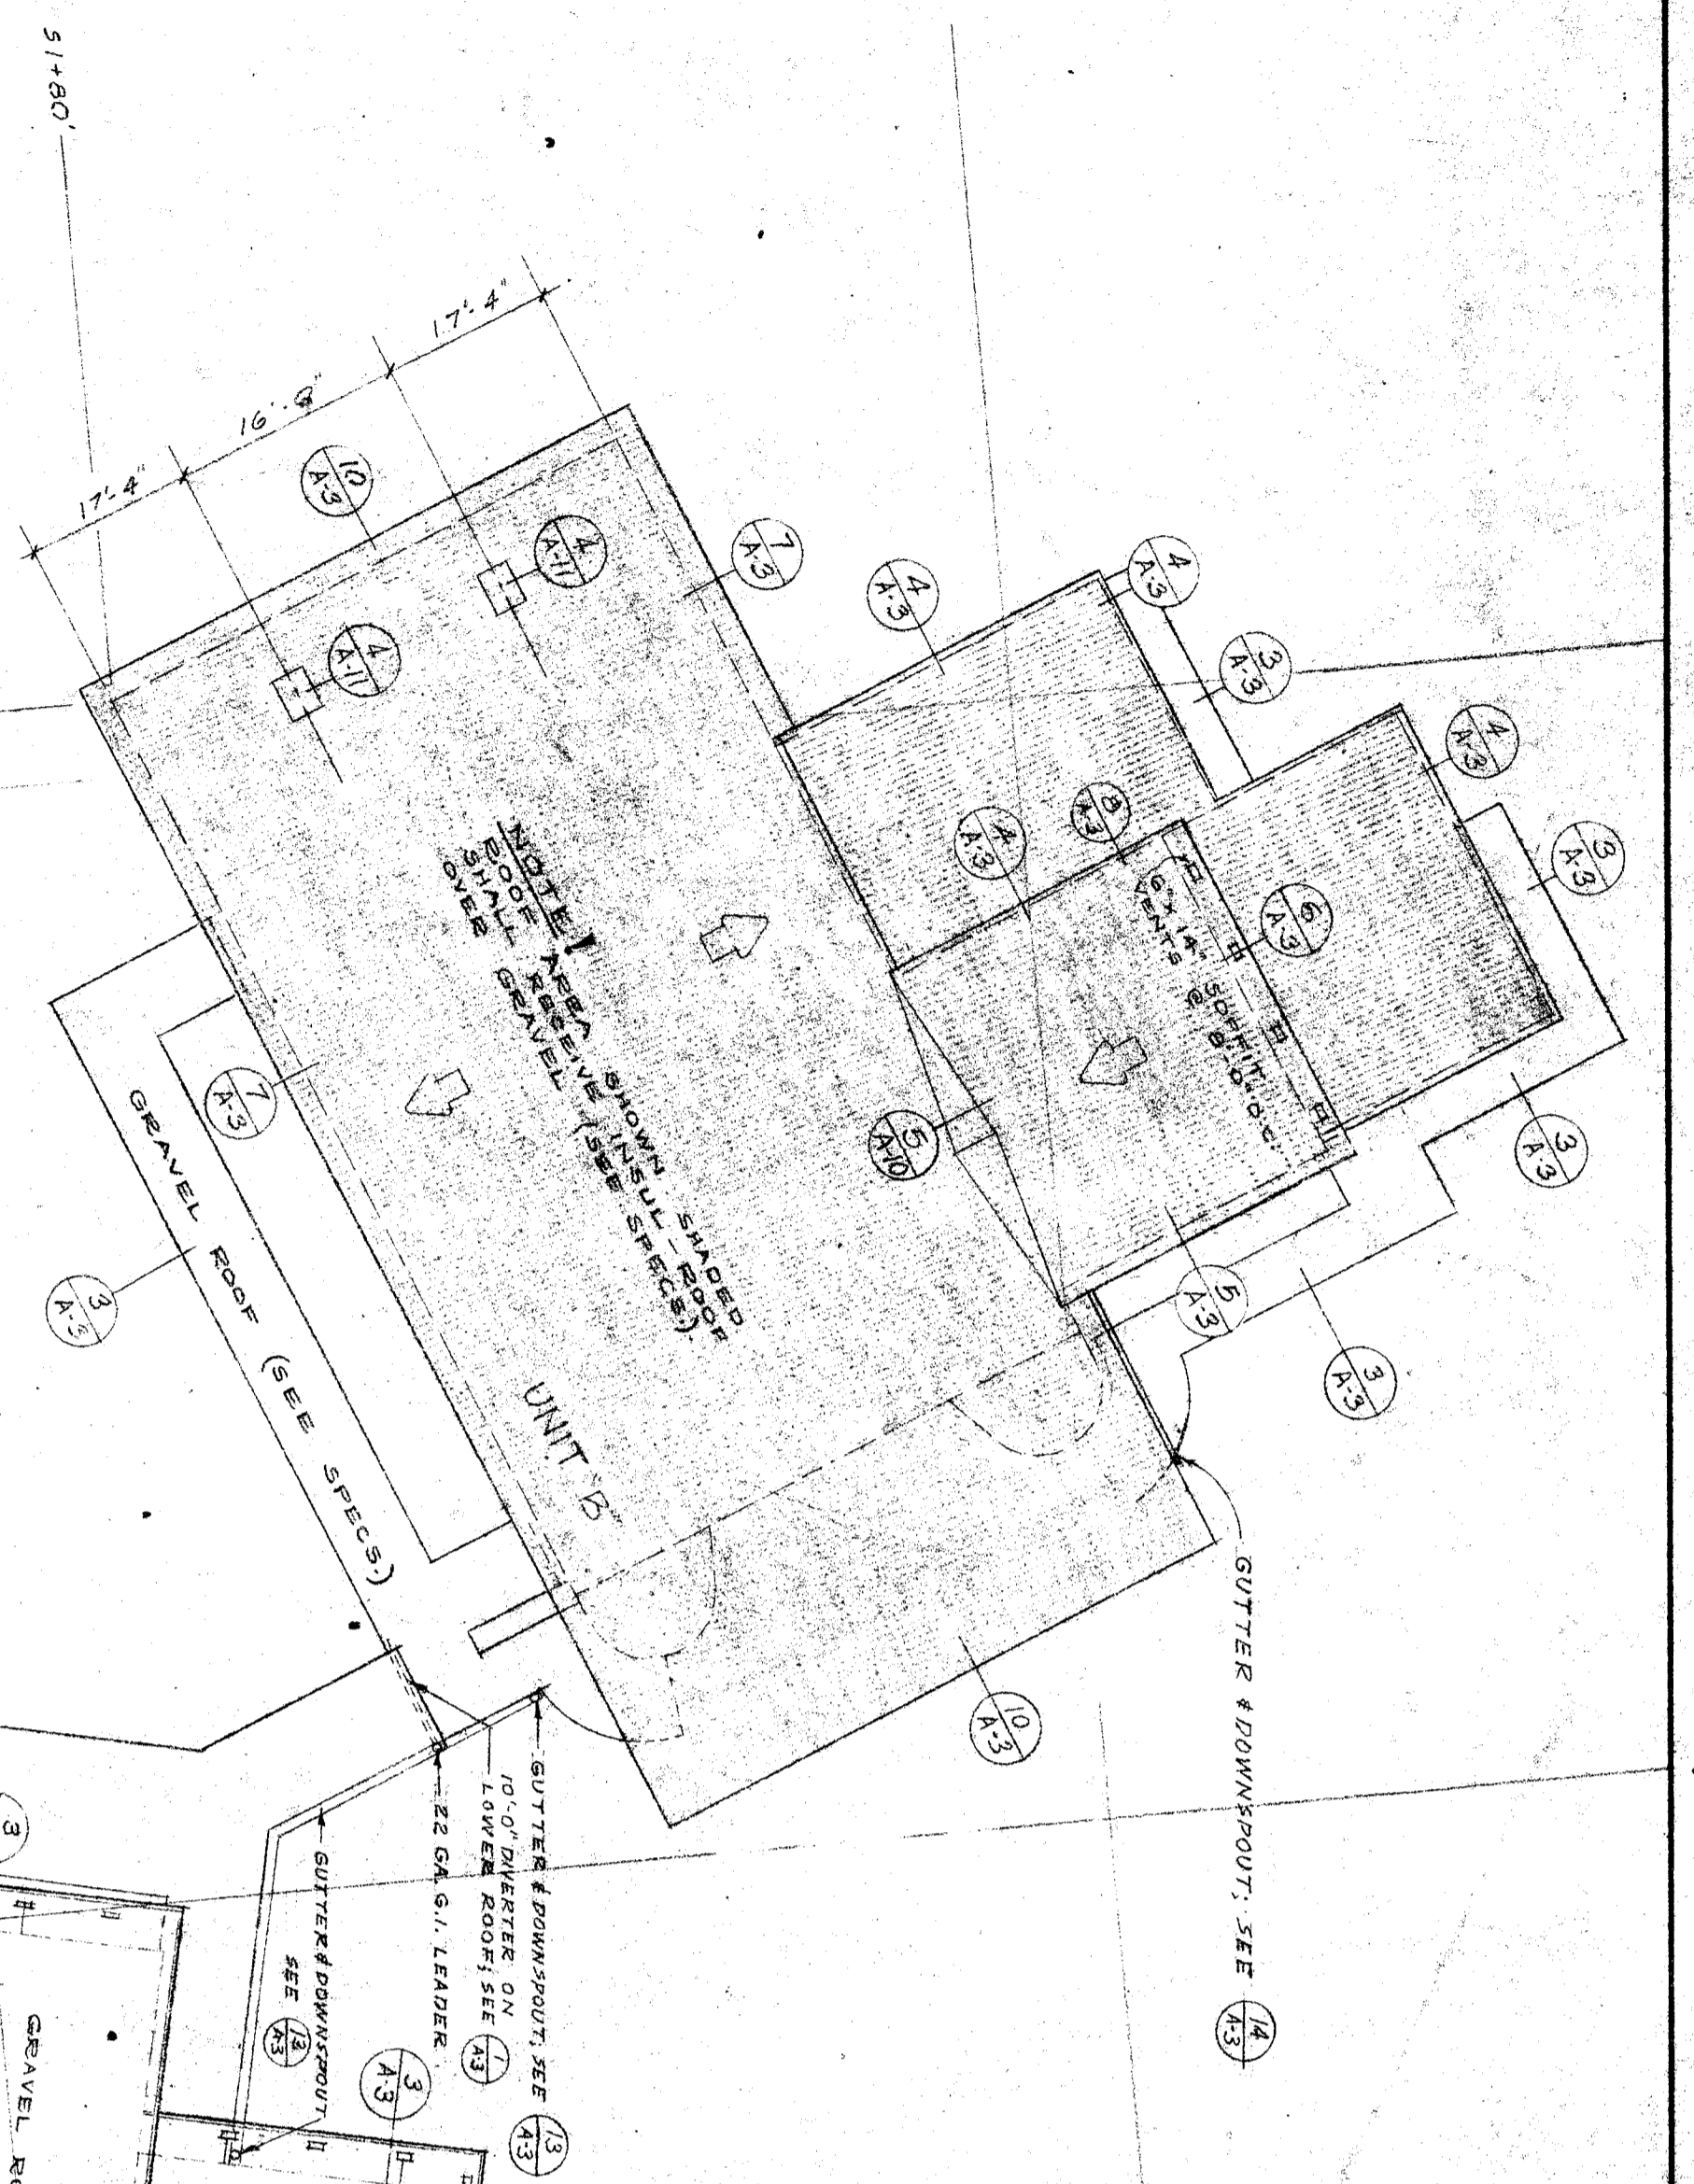 51+80'
17'-4"
17'-4"
10
A-3
4
A-11
4
A-11
7
A-3
4
A-3
4
A-3
3
A-3
4
A-3
3
A-3
4
A-3
8
A-3
6
A-3
6" x 14" SOFFIT
VENTS @ 8'-0" O.C.
NOTE!
AREA SHOWN SHADED
ROOF RECEIVE INSUL-ROOF
SHALL GRAVEL (SEE SPECS.)
OVER
5
A-10
5
A-3
3
A-3
3
A-3
7
A-3
3
A-3
GRAVEL ROOF (SEE SPECS.)
UNIT "B"
10
A-3
GUTTER & DOWNSPOUT; SEE 14
A-3
GUTTER & DOWNSPOUT; SEE 13
A-3
10'-0" DIVERTER ON
LOWER ROOF; SEE 1
A-3
22 GA. G.I. LEADER
GUTTER & DOWNSPOUT
SEE 13
A-3
3
A-3
3
GRAVEL